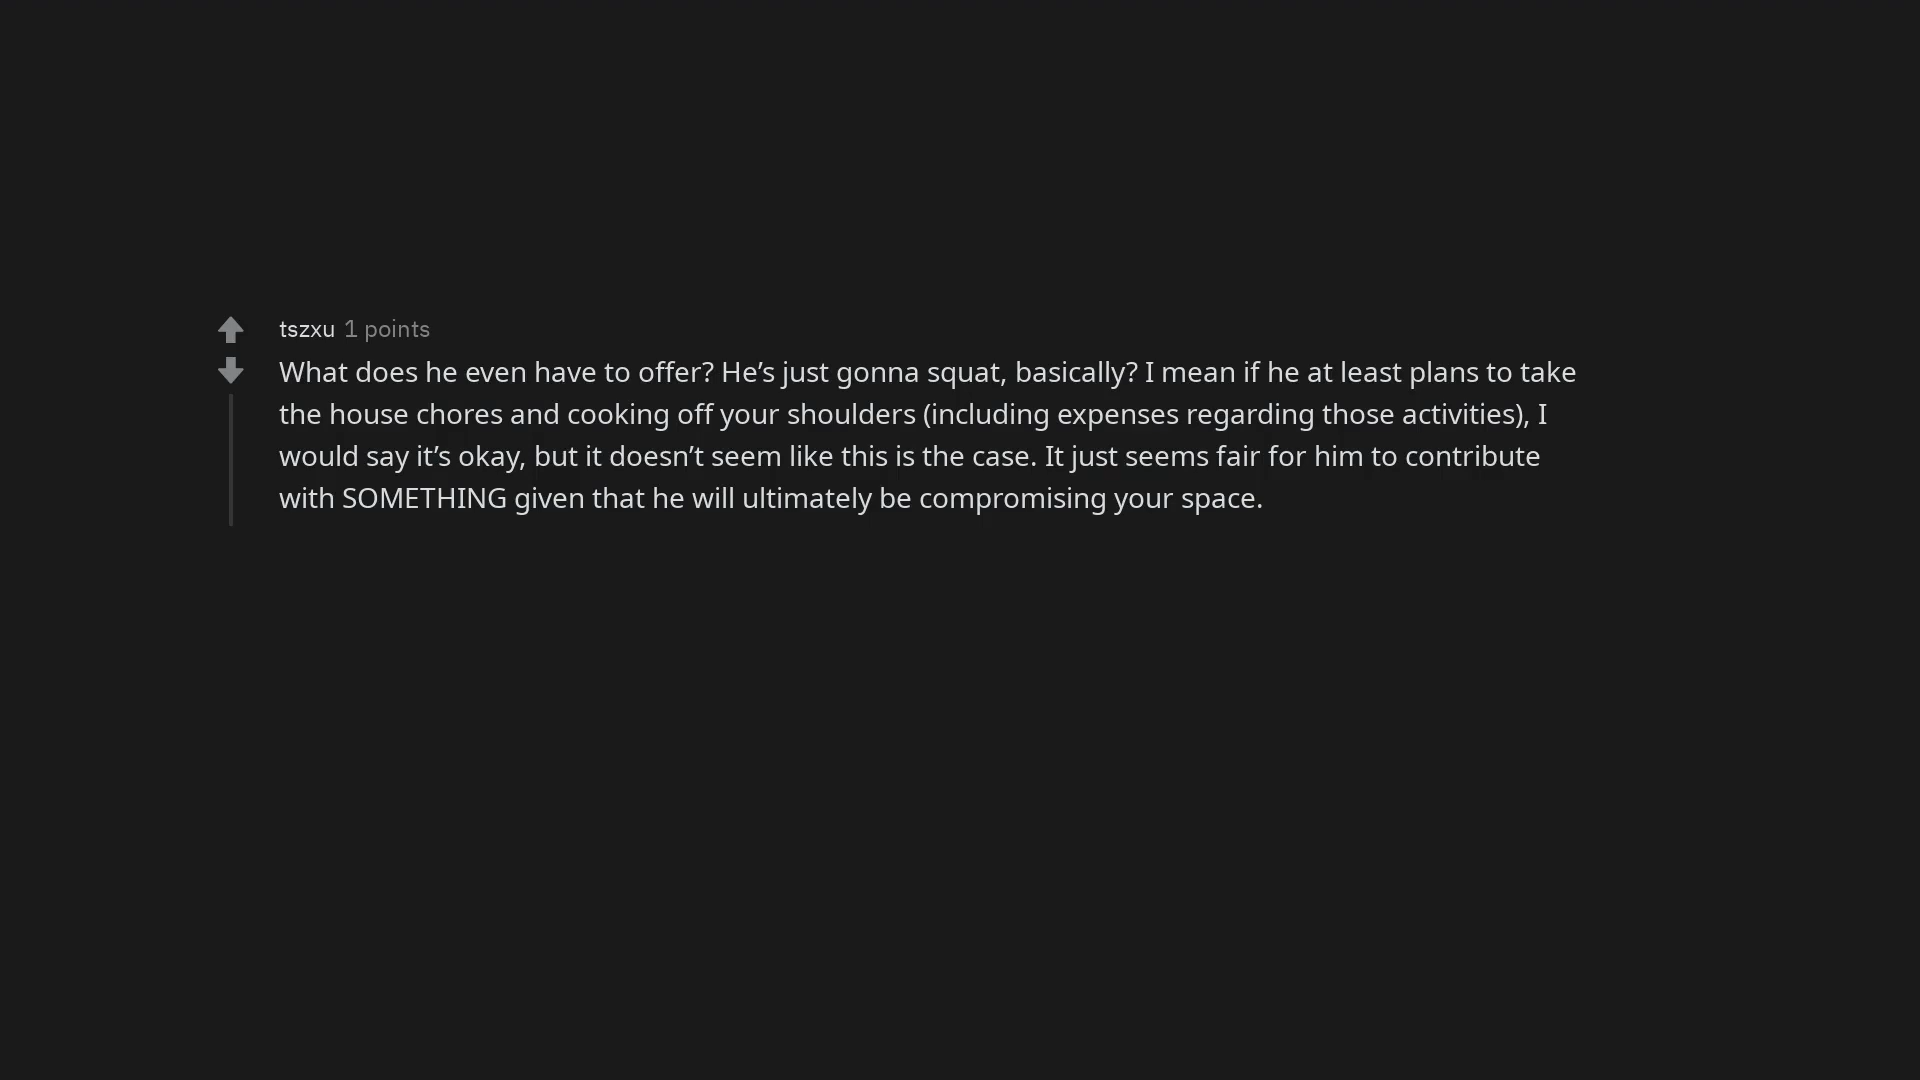 tszxu 1 points
What does he even have to offer? He’s just gonna squat, basically? I mean if he at least plans to take
the house chores and cooking off your shoulders (including expenses regarding those activities), I
would say it’s okay, but it doesn’t seem like this is the case. It just seems fair for him to contribute
with SOMETHING given that he will ultimately be compromising your space.